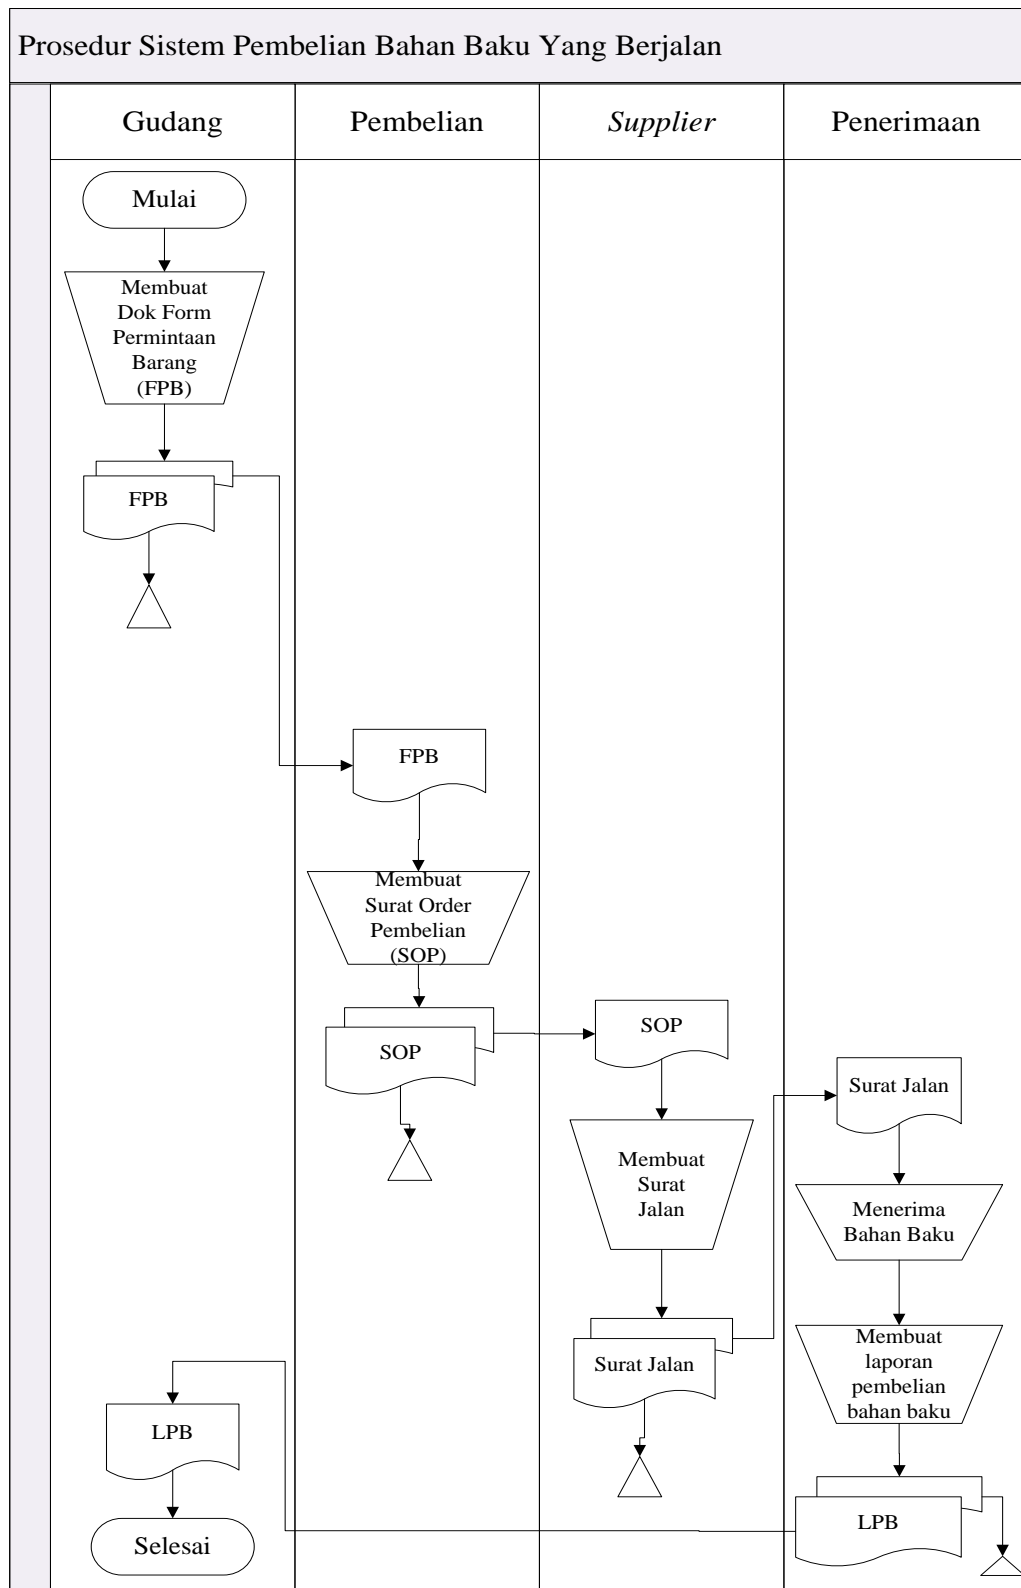 Prosedur Sistem Pembelian Bahan Baku Yang Berjalan
Gudang
Pembelian
Supplier
Penerimaan
Mulai
Membuat
Dok Form
Permintaan
Barang
(FPB)
FPB
FPB
Membuat
Surat Order
Pembelian
(SOP)
SOP
SOP
Membuat
Surat
Jalan
Surat Jalan
Surat Jalan
Menerima
Bahan Baku
Membuat
laporan
pembelian
bahan baku
LPB
LPB
Selesai